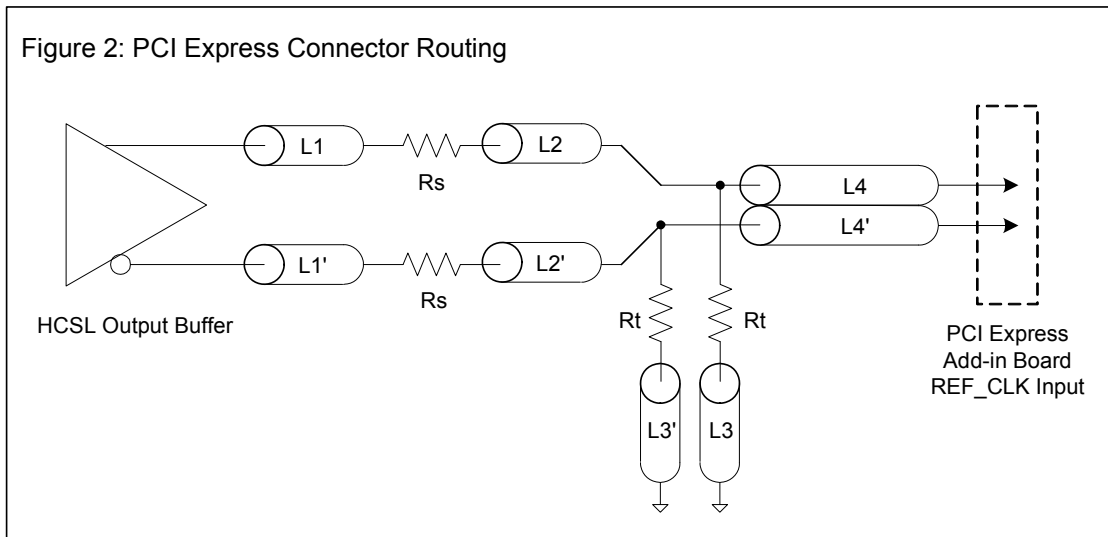 Figure 2: PCI Express Connector Routing
L1
Rs
L2
L4
L4'
L1'
Rs
L2'
HCSL Output Buffer
Rt
Rt
L3'
L3
PCI Express
Add-in Board
REF_CLK Input